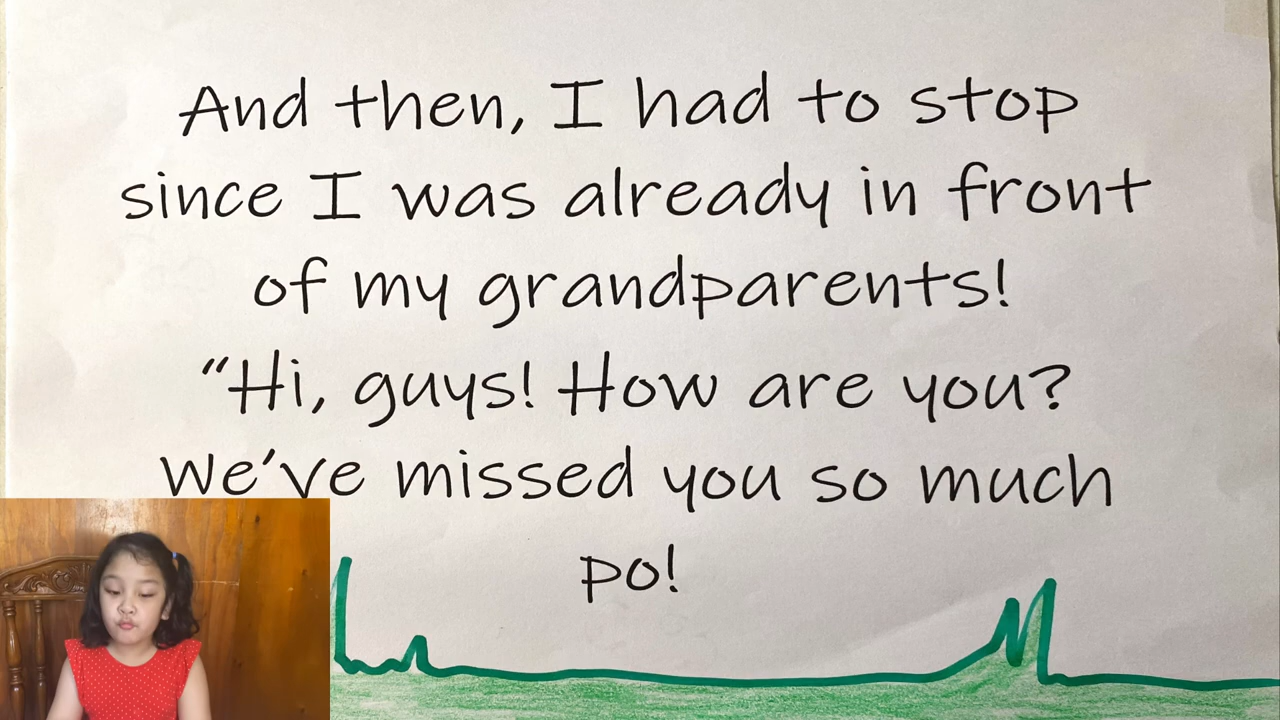 And then, I had to stop
since I was already in front
of my grandparents!
“Hi, guys! How are you?
We’ve missed you so much
po!